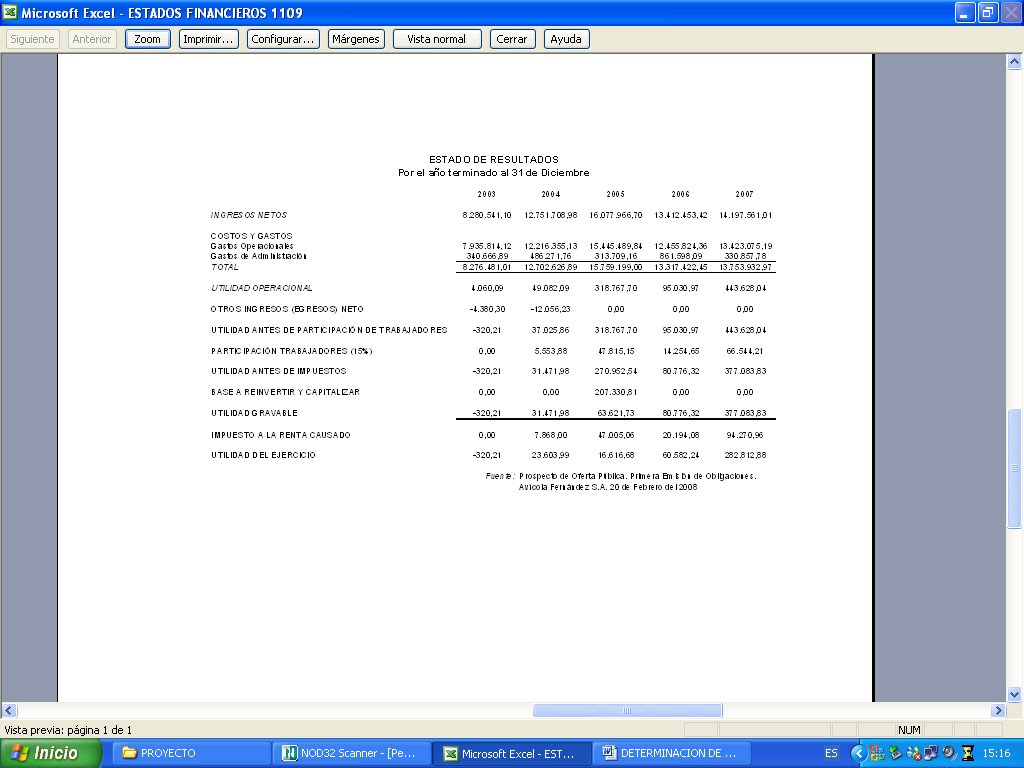 Microsoft Excel - ESTADOS FINANCIEROS 1109
Siguiente Anterior Zoom Imprimir... Configurar... Márgenes Vista normal Cerrar Ayuda
ESTADO DE RESULTADOS
Por el año terminado al 31 de Diciembre
2003 2004 2005 2006 2007
INGRESOS NETOS 8.280.541,10 12.751.708,98 16.077.966,70 13.412.453,42 14.197.561,01
COSTOS Y GASTOS
Gastos Operacionales 7.935.814,12 12.216.355,13 15.445.489,84 12.455.824,36 13.423.075,19
Gastos de Administración 340.666,89 486.271,76 313.709,16 861.598,09 330.857,78
TOTAL 8.276.481,01 12.702.626,89 15.759.199,00 13.317.422,45 13.753.932,97
UTILIDAD OPERACIONAL 4.060,09 49.082,09 318.767,70 95.030,97 443.628,04
OTROS INGRESOS (EGRESOS) NETO -4.380,30 -12.056,23 0,00 0,00 0,00
UTILIDAD ANTES DE PARTICIPACIÓN DE TRABAJADORES -320,21 37.025,86 318.767,70 95.030,97 443.628,04
PARTICIPACIÓN TRABAJADORES (15%) 0,00 5.553,88 47.815,15 14.254,65 66.544,21
UTILIDAD ANTES DE IMPUESTOS -320,21 31.471,98 270.952,54 80.776,32 377.083,83
BASE A REINVERTIR Y CAPITALIZAR 0,00 0,00 207.330,81 0,00 0,00
UTILIDAD GRAVABLE -320,21 31.471,98 63.621,73 80.776,32 377.083,83
IMPUESTO A LA RENTA CAUSADO 0,00 7.868,00 47.005,06 20.194,08 94.270,96
UTILIDAD DEL EJERCICIO -320,21 23.603,99 16.616,68 60.582,24 282.812,88
Fuente: Prospecto de Oferta Pública. Primera Emisión de Obligaciones.
Avícola Fernández S.A. 20 de Febrero del 2008
Vista previa: página 1 de 1 NUM
Inicio PROYECTO NOD32 Scanner - [Pe... Microsoft Excel - EST... DETERMINACION DE ... ES 15:16